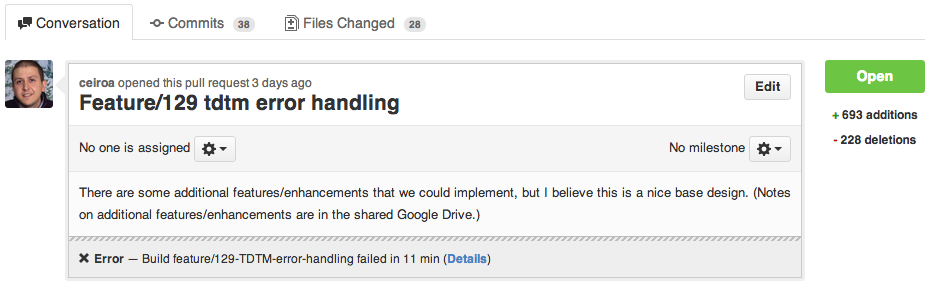 Conversation Commits 38 Files Changed 28
ceiroa opened this pull request 3 days ago
Feature/129 tdtm error handling
Edit
Open
+ 693 additions
- 228 deletions
No one is assigned
No milestone
There are some additional features/enhancements that we could implement, but I believe this is a nice base design. (Notes
on additional features/enhancements are in the shared Google Drive.)
✖ Error — Build feature/129-TDTM-error-handling failed in 11 min (Details)